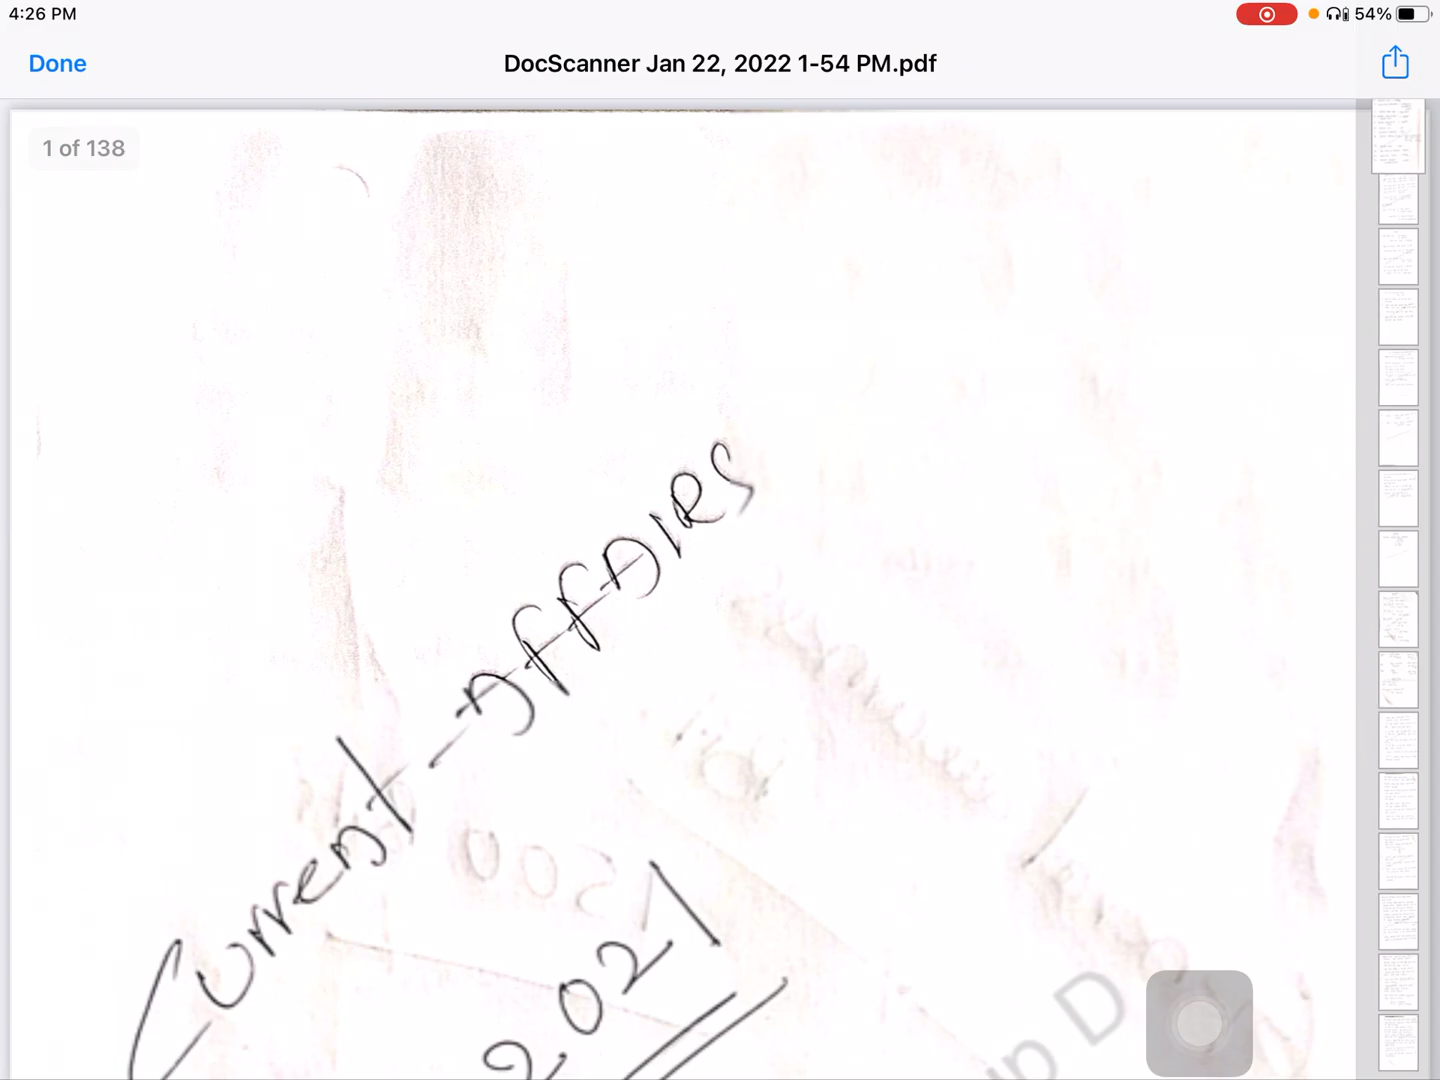 4:26 PM
54%
Done
DocScanner Jan 22, 2022 1-54 PM.pdf
1 of 138
Current-AffAIRS
2021